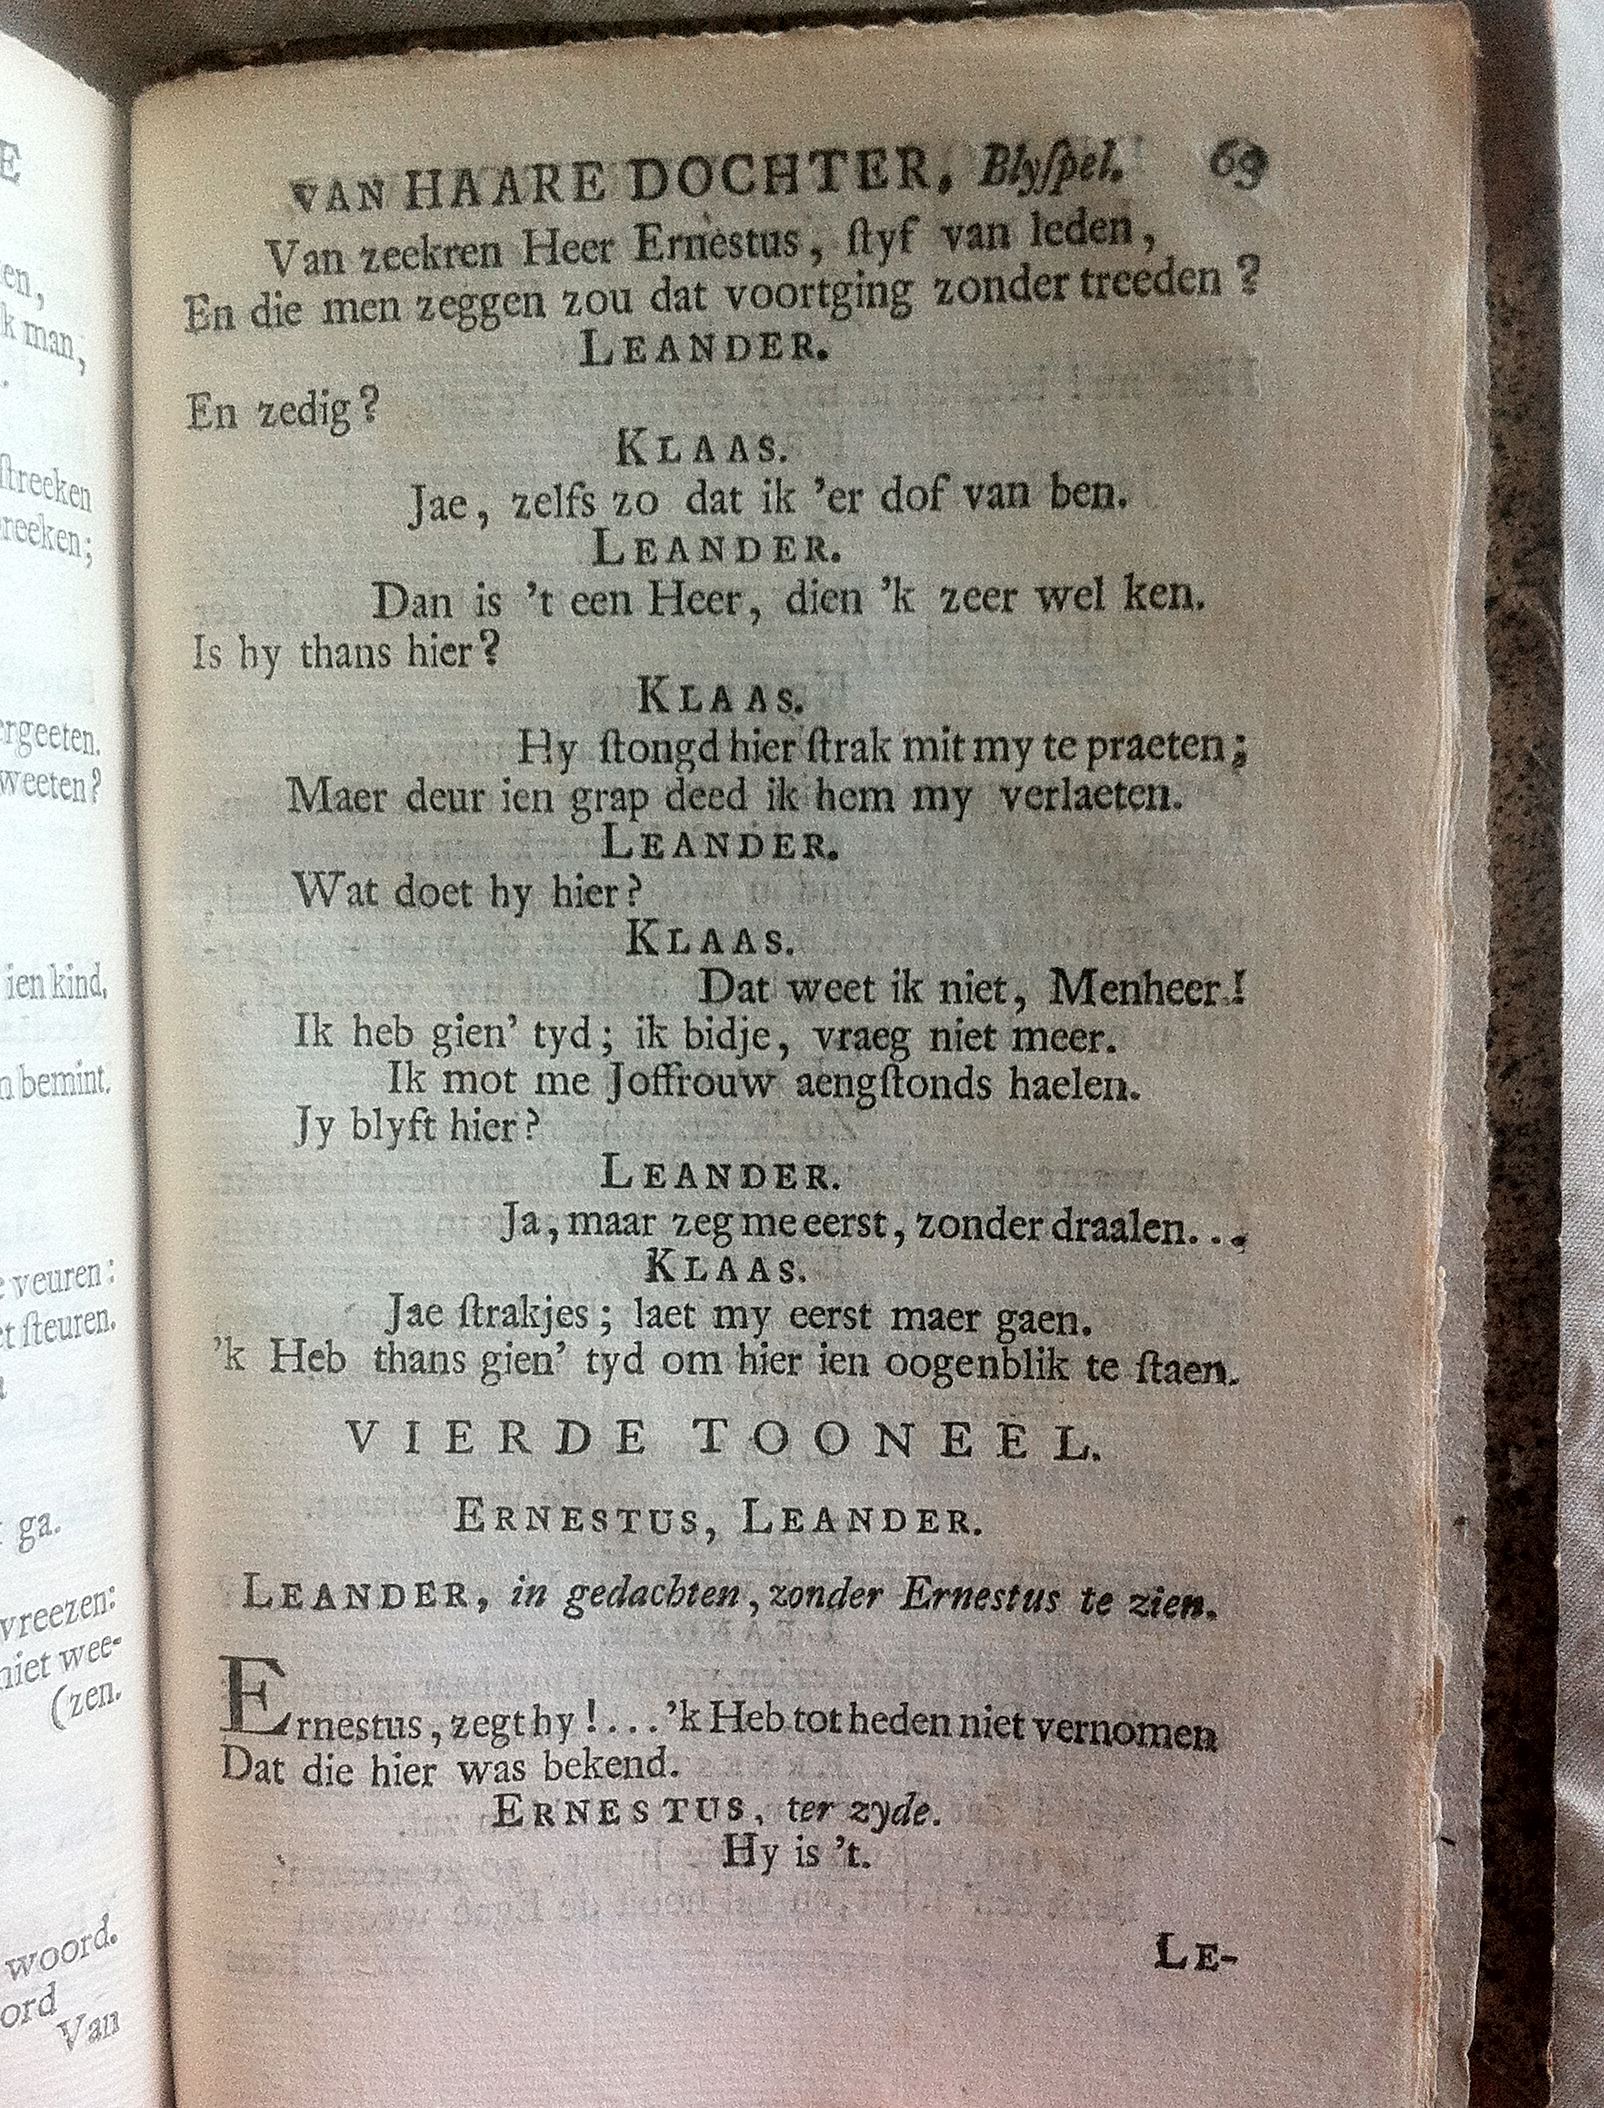 E
en,
k man,
ſtreeken
reeken;
ergeeten.
weeten?
ien kind,
n bemint.
veuren:
ſteuren.
ga.
vreezen:
niet wee-
(zen.
woord.
ord
Van
VAN HAARE DOCHTER, Blyſpel. 69
Van zeekren Heer Ernestus, ſtyf van leden,
En die men zeggen zou dat voortging zonder treeden?
LEANDER.
En zedig?
KLAAS.
Jae, zelfs zo dat ik 'er dof van ben.
LEANDER.
Dan is 't een Heer, dien 'k zeer wel ken.
Is hy thans hier?
KLAAS.
Hy ſtongd hier ſtrak mit my te praeten;
Maer deur ien grap deed ik hem my verlaeten.
LEANDER.
Wat doet hy hier?
KLAAS.
Dat weet ik niet, Menheer!
Ik heb gien' tyd; ik bidje, vraeg niet meer.
Ik mot me Joffrouw aengſtonds haelen.
Jy blyft hier?
LEANDER.
Ja, maar zeg me eerst, zonder draalen...
KLAAS.
Jae ſtrakjes; laet my eerst maer gaen.
'k Heb thans gien' tyd om hier ien oogenblik te ſtaen.
VIERDE TOONEEL.
ERNESTUS, LEANDER.
LEANDER, in gedachten, zonder Ernestus te zien.
Ernestus, zegt hy!....'k Heb tot heden niet vernomen
Dat die hier was bekend.
ERNESTUS, ter zyde.
Hy is 't.
LE-